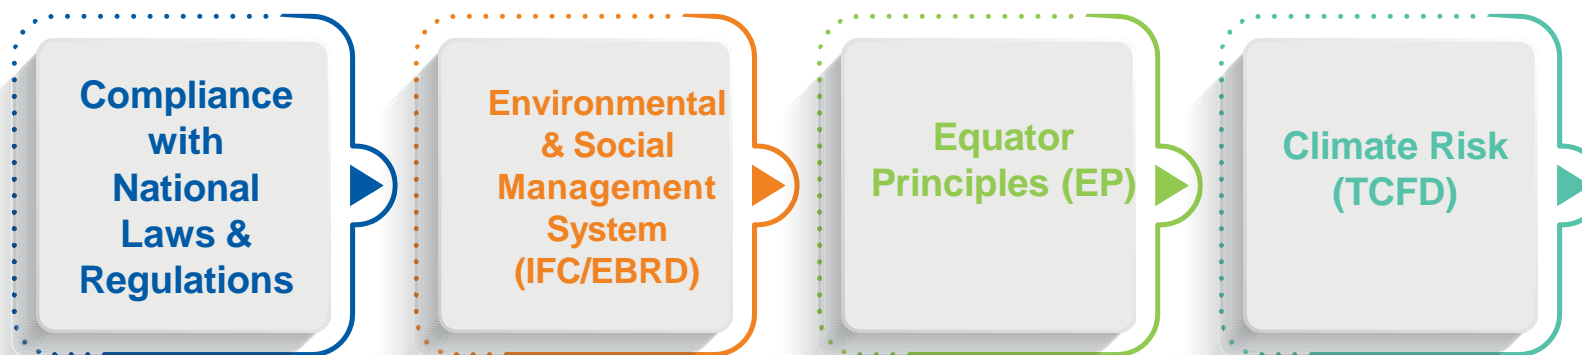 Compliance
with
National
Laws &
Regulations
Environmental
& Social
Management
System
(IFC/EBRD)
Equator
Principles (EP)
Climate Risk
(TCFD)